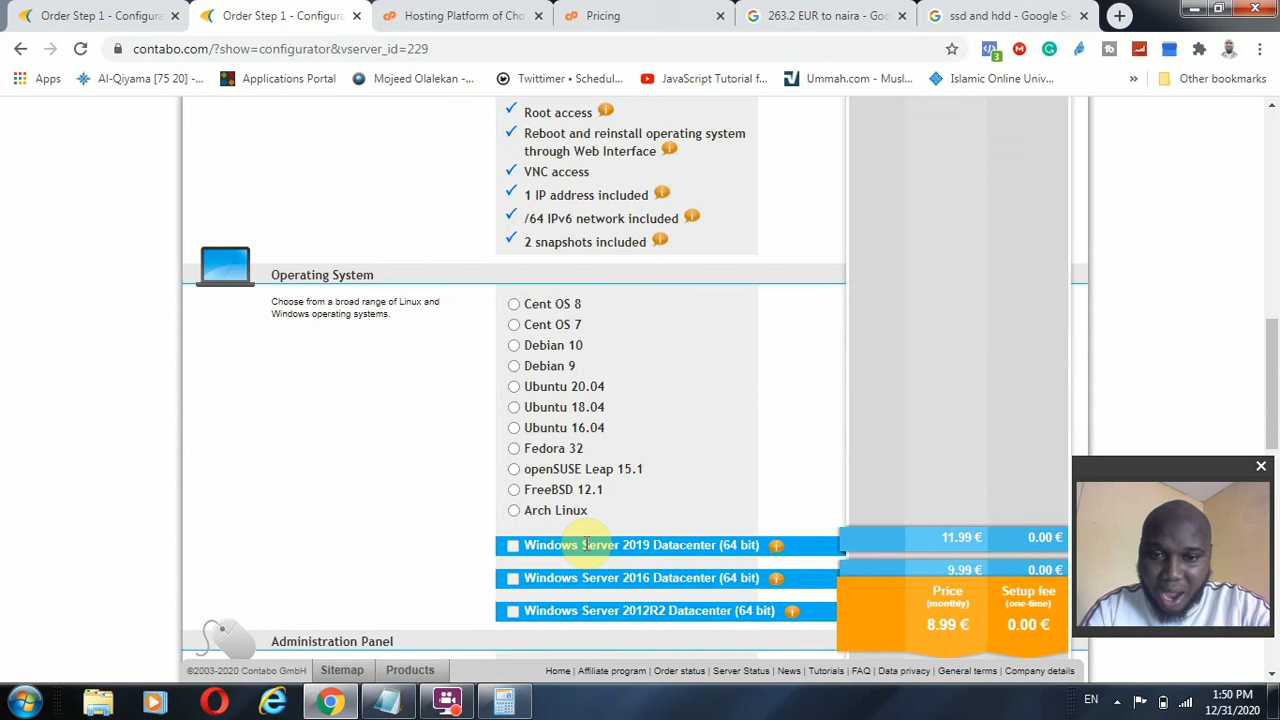 Order Step 1 - Configura
Order Step 1 - Configura
Hosting Platform of Cho
Pricing
263.2 EUR to naira - Goo
ssd and hdd - Google Se
contabo.com/?show=configurator&vserver_id=229
3
Apps
Al-Qiyama [75 20] -...
Applications Portal
Mojeed Olalekan -...
Twittimer • Schedul...
JavaScript Tutorial f...
Ummah.com - Musl...
Islamic Online Univ...
»
Other bookmarks
Root access
Reboot and reinstall operating system
through Web Interface
VNC access
1 IP address included
/64 IPv6 network included
2 snapshots included
Operating System
Choose from a broad range of Linux and
Windows operating systems.
Cent OS 8
Cent OS 7
Debian 10
Debian 9
Ubuntu 20.04
Ubuntu 18.04
Ubuntu 16.04
Fedora 32
openSUSE Leap 15.1
FreeBSD 12.1
Arch Linux
Windows Server 2019 Datacenter (64 bit)
11.99 €
0.00 €
Windows Server 2016 Datacenter (64 bit)
9.99 €
0.00 €
Windows Server 2012R2 Datacenter (64 bit)
Price
(monthly)
8.99 €
Setup fee
(one-time)
0.00 €
Administration Panel
©2003-2020 Contabo GmbH
Sitemap
Products
Home | Affiliate program | Order status | Server Status | News | Tutorials | FAQ | Data privacy | General terms | Company details
EN
1:50 PM
12/31/2020